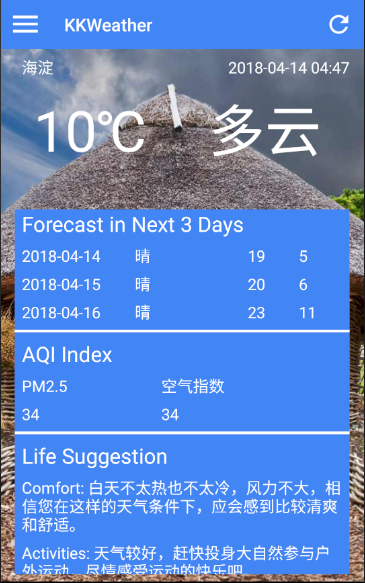 KKWeather
海淀 2018-04-14 04:47
10℃ 多云
Forecast in Next 3 Days
2018-04-14 晴 19 5
2018-04-15 晴 20 6
2018-04-16 晴 23 11
AQI Index
PM2.5 空气指数
34 34
Life Suggestion
Comfort: 白天不太热也不太冷，风力不大，相
信您在这样的天气条件下，应会感到比较清爽
和舒适。
Activities: 天气较好，赶快投身大自然参与户
外运动，尽情感受运动的快乐吧